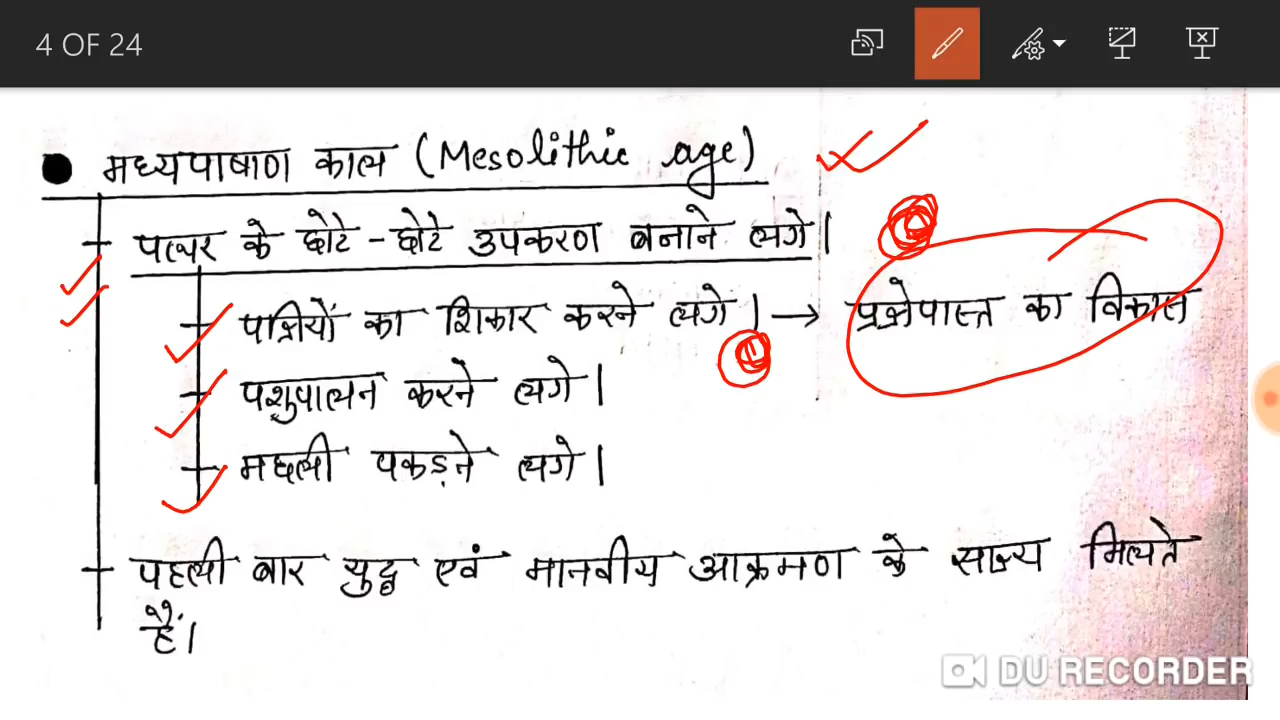 4 OF 24
मध्यपाषाण काल (Mesolithic age)
पत्थर के छोटे-छोटे उपकरण बनाने लगे।
पक्षियों का शिकार करने लगे। → प्रक्षेपास्त्र का विकास
पशुपालन करने लगे।
मछली पकड़ने लगे।
पहली बार युद्ध एवं मानवीय आक्रमण के साक्ष्य मिलते
हैं।
DU RECORDER